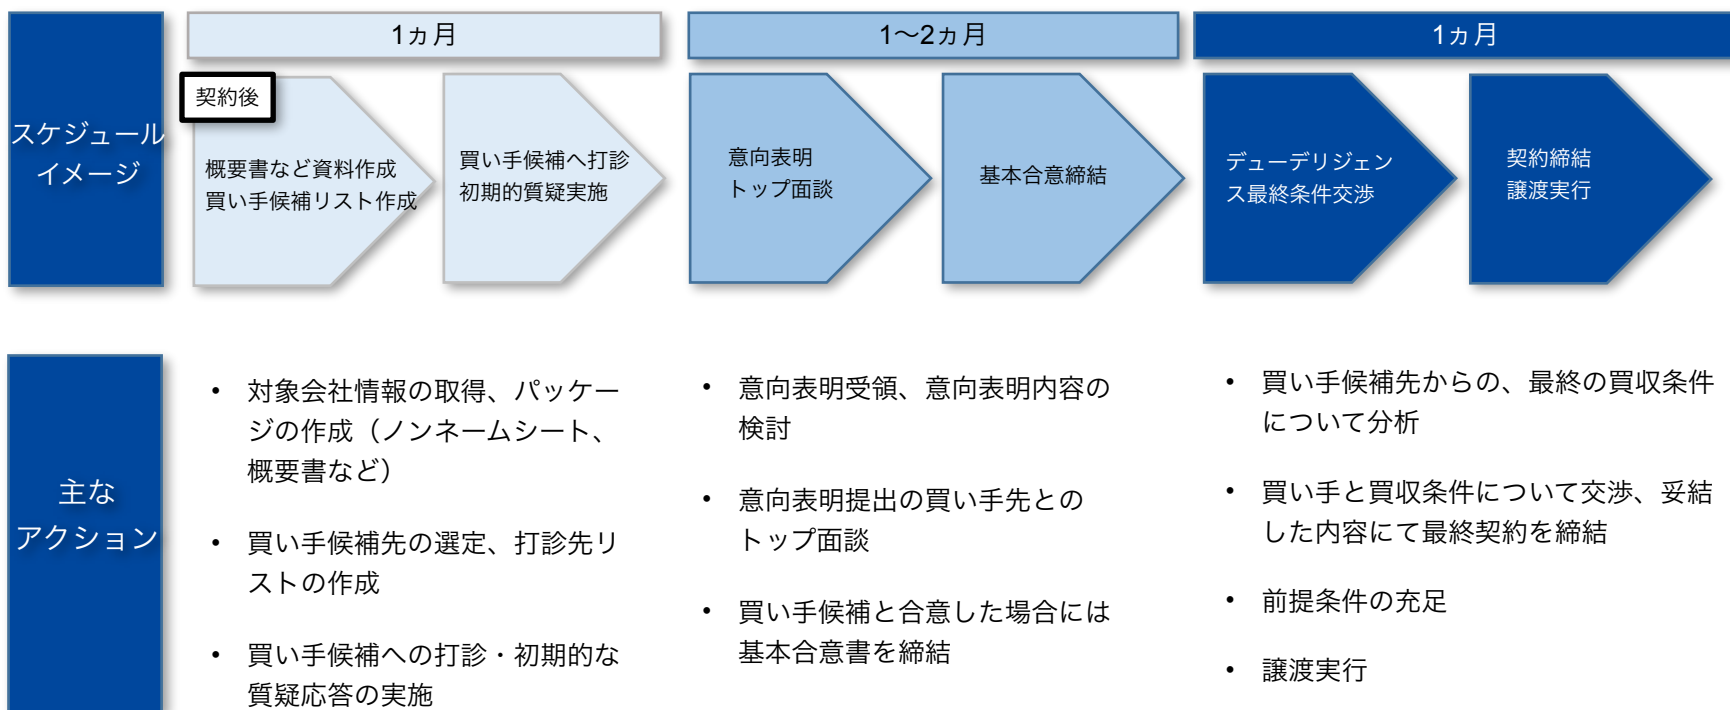 スケジュール
イメージ
1ヵ月
1〜2ヵ月
1ヵ月
契約後
概要書など資料作成
買い手候補リスト作成
買い手候補へ打診
初期的質疑実施
意向表明
トップ面談
基本合意締結
デューデリジェン
ス最終条件交渉
契約締結
譲渡実行
主な
アクション
• 対象会社情報の取得、パッケー
ジの作成（ノンネームシート、
概要書など）
• 買い手候補先の選定、打診先リ
ストの作成
• 買い手候補への打診・初期的な
質疑応答の実施
• 意向表明受領、意向表明内容の
検討
• 意向表明提出の買い手先との
トップ面談
• 買い手候補と合意した場合には
基本合意書を締結
• 買い手候補先からの、最終の買収条件
について分析
• 買い手と買収条件について交渉、妥結
した内容にて最終契約を締結
• 前提条件の充足
• 譲渡実行